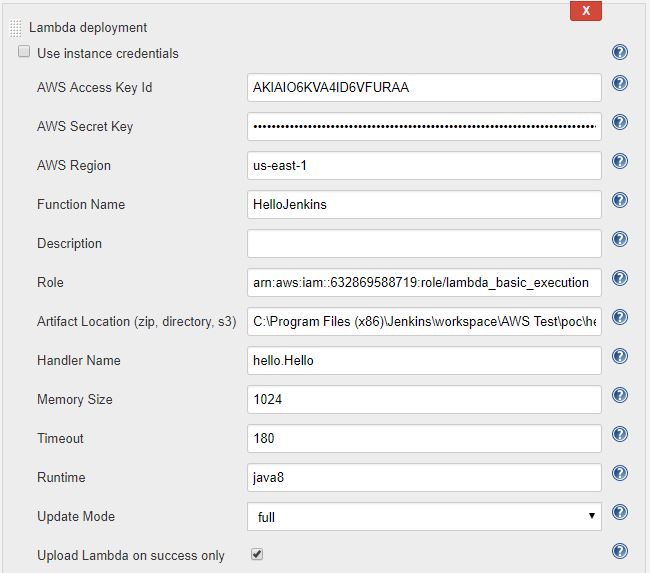 X
Lambda deployment
Use instance credentials
AWS Access Key Id AKIAIO6KVA4ID6VFURAA
AWS Secret Key ••••••••••••••••••••••••••••••••••••••••••••••••••••••••••••••••••••••••••••
AWS Region us-east-1
Function Name HelloJenkins
Description
Role arn:aws:iam::632869588719:role/lambda_basic_execution
Artifact Location (zip, directory, s3) C:\Program Files (x86)\Jenkins\workspace\AWS Test\poc\he
Handler Name hello.Hello
Memory Size 1024
Timeout 180
Runtime java8
Update Mode full
Upload Lambda on success only